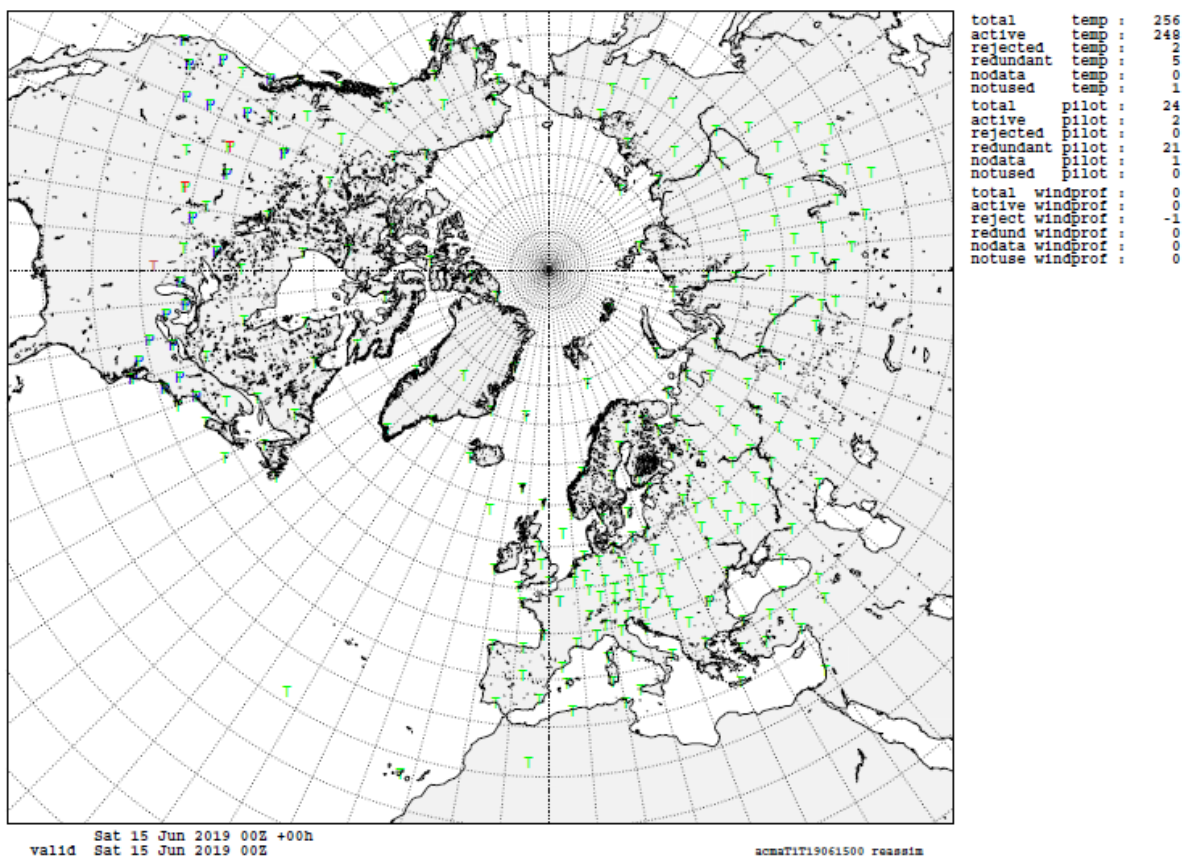 total temp : 256
active temp : 248
rejected temp : 2
redundant temp : 5
nodata temp : 0
notused temp : 1
total pilot : 24
active pilot : 2
rejected pilot : 0
redundant pilot : 21
nodata pilot : 1
notused pilot : 0
total windprof : 0
active windprof : 0
reject windprof : -1
redund windprof : 0
nodata windprof : 0
notuse windprof : 0
Sat 15 Jun 2019 00Z +00h
valid Sat 15 Jun 2019 00Z
acmaT1T19061500 reassim